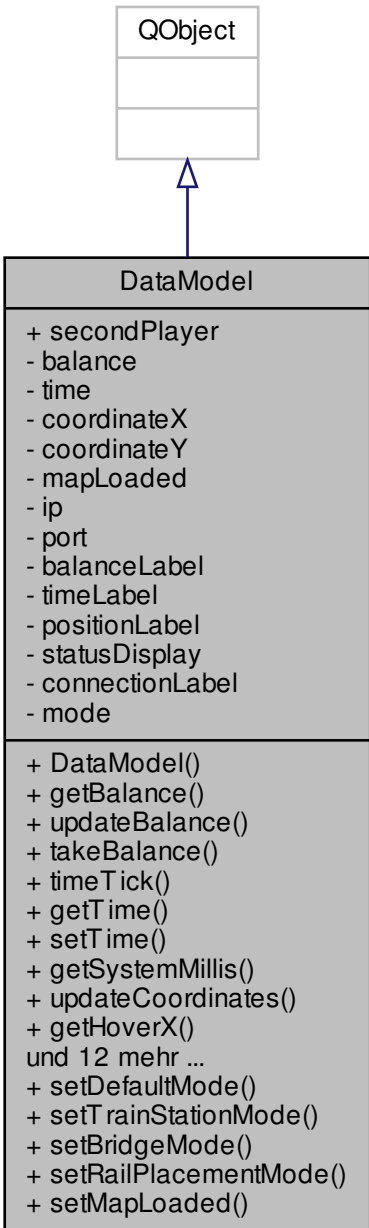 QObject
DataModel
+ secondPlayer
- balance
- time
- coordinateX
- coordinateY
- mapLoaded
- ip
- port
- balanceLabel
- timeLabel
- positionLabel
- statusDisplay
- connectionLabel
- mode
+ DataModel()
+ getBalance()
+ updateBalance()
+ takeBalance()
+ timeTick()
+ getTime()
+ setTime()
+ getSystemMillis()
+ updateCoordinates()
+ getHoverX()
und 12 mehr ...
+ setDefaultMode()
+ setTrainStationMode()
+ setBridgeMode()
+ setRailPlacementMode()
+ setMapLoaded()